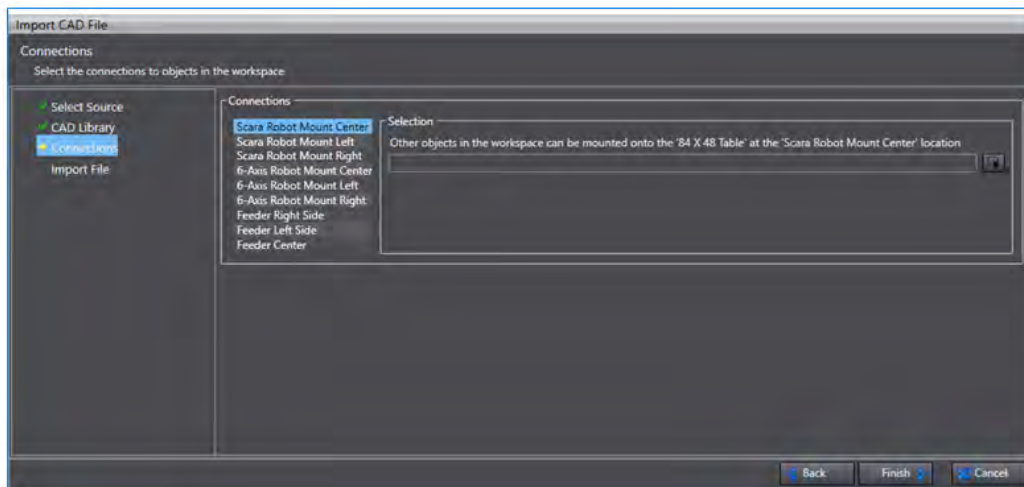 Import CAD File
Connections
Select the connections to objects in the workspace
Select Source
CAD Library
Connections
Import File
Connections
Scara Robot Mount Center
Scara Robot Mount Left
Scara Robot Mount Right
6-Axis Robot Mount Center
6-Axis Robot Mount Left
6-Axis Robot Mount Right
Feeder Right Side
Feeder Left Side
Feeder Center
Selection
Other objects in the workspace can be mounted onto the '84 X 48 Table' at the 'Scara Robot Mount Center' location
Back
Finish
Cancel